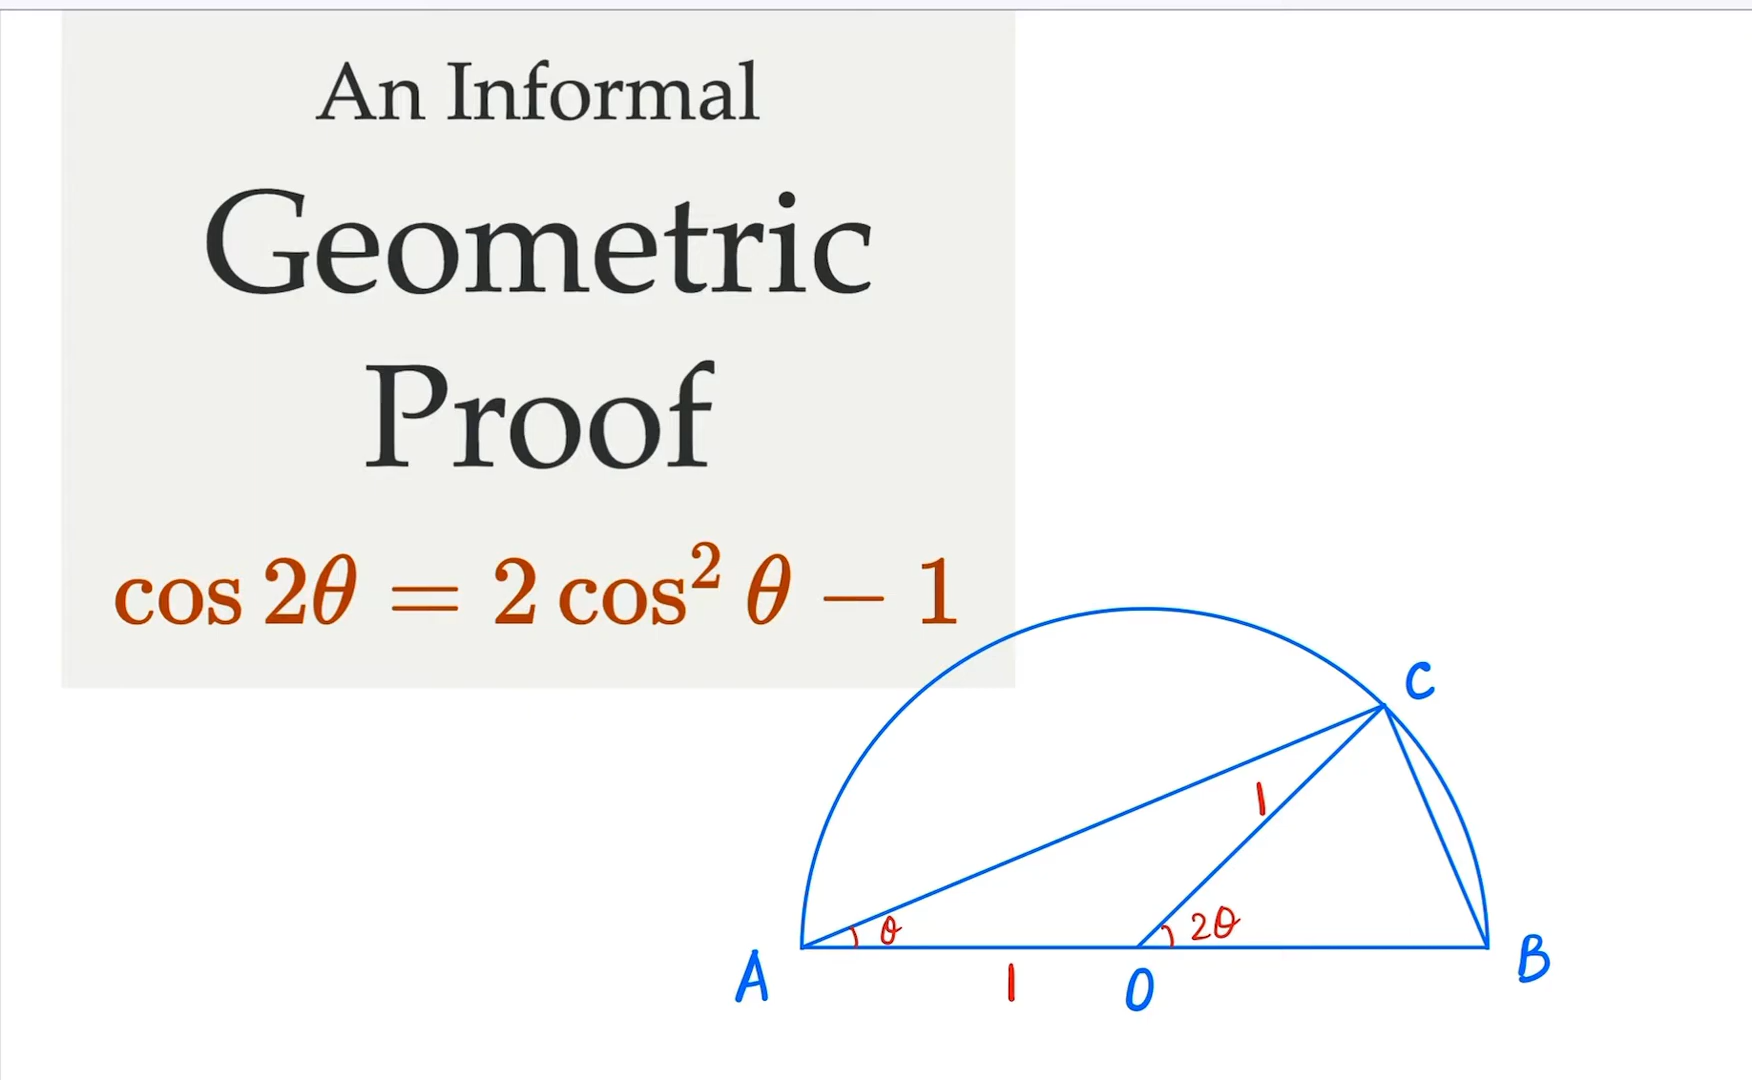 An Informal
Geometric
Proof
cos 2θ = 2 cos² θ − 1
C
1
θ
2θ
A
1
O
B